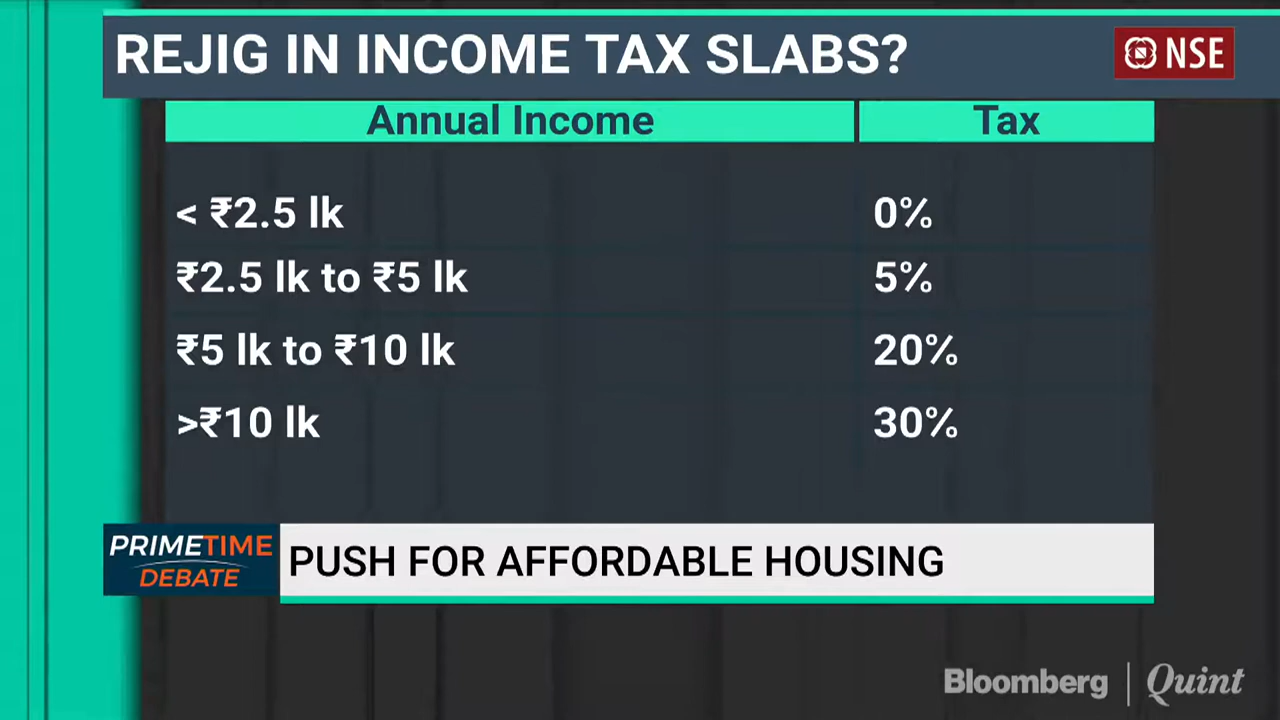 REJIG IN INCOME TAX SLABS?
NSE
Annual Income Tax
< ₹2.5 lk 0%
₹2.5 lk to ₹5 lk 5%
₹5 lk to ₹10 lk 20%
>₹10 lk 30%
PRIMETIME
DEBATE
PUSH FOR AFFORDABLE HOUSING
Bloomberg | Quint